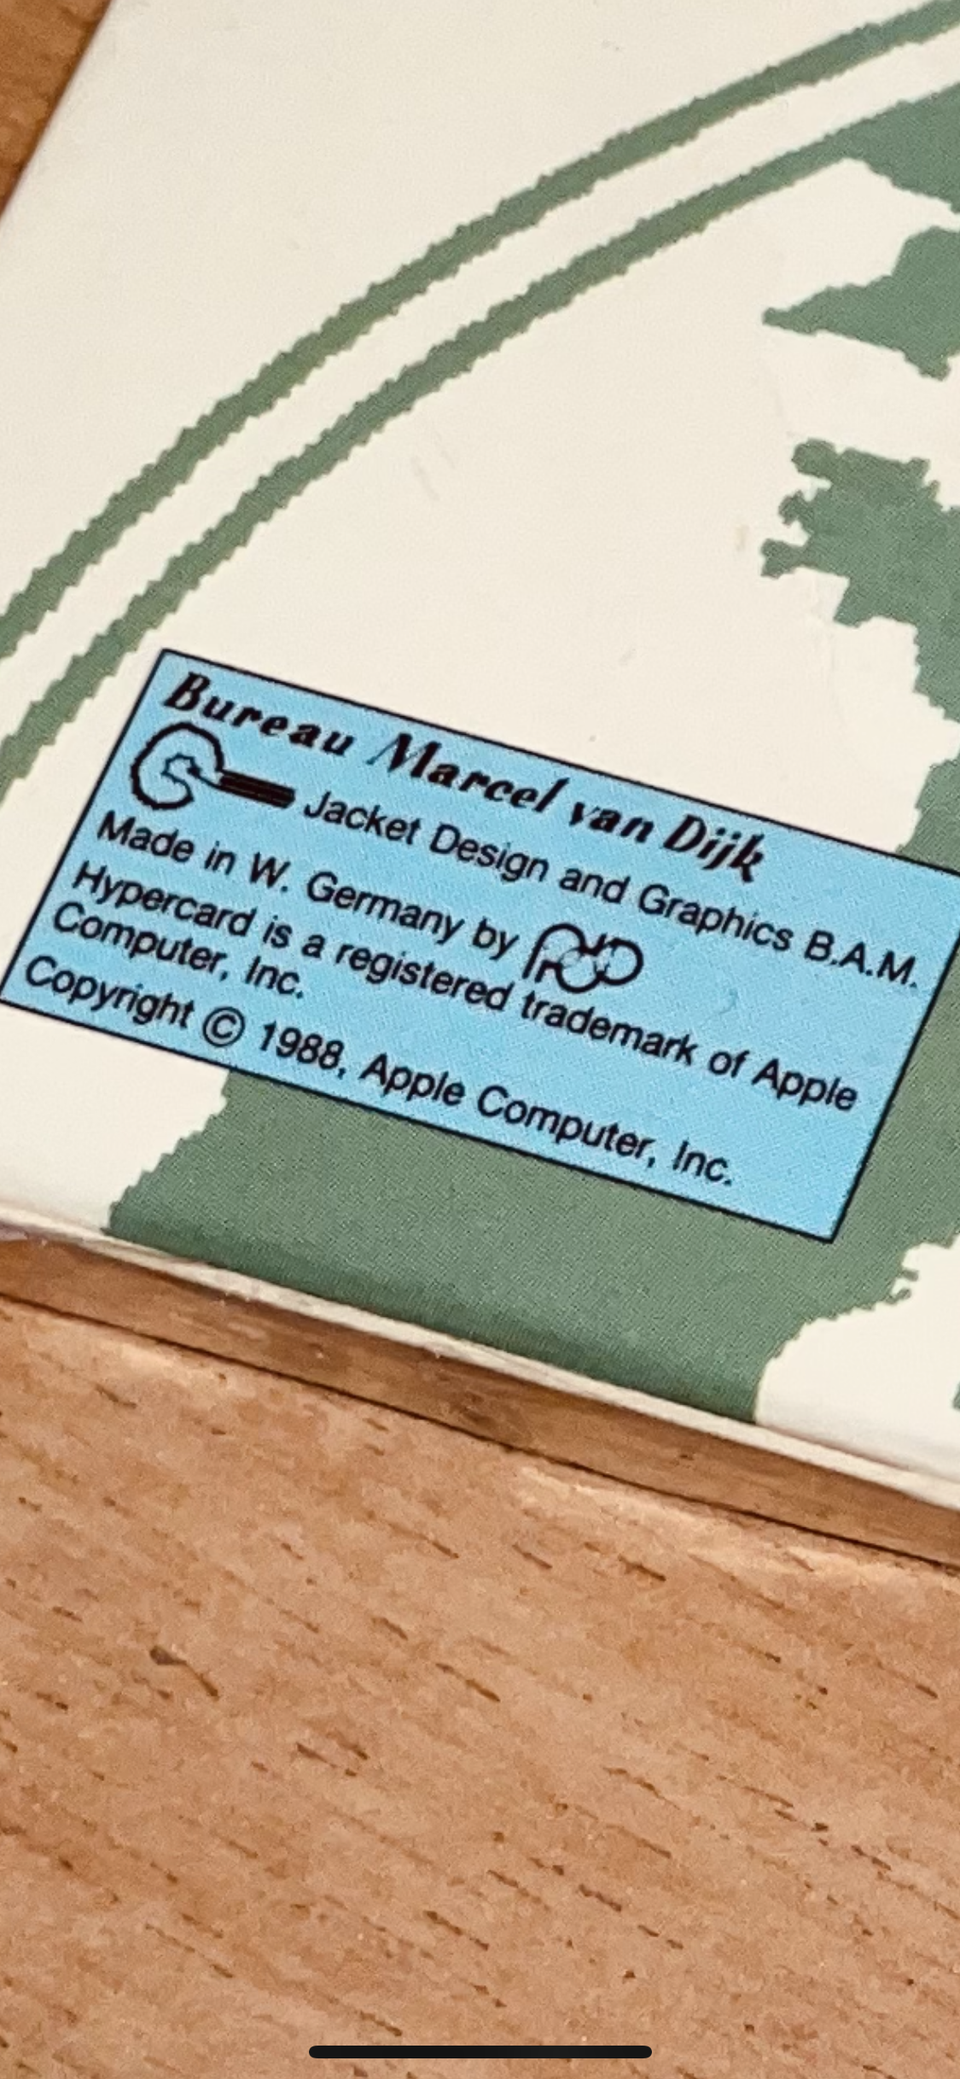 Bureau Marcel van Dijk
Jacket Design and Graphics B.A.M.
Made in W. Germany by
Hypercard is a registered trademark of Apple
Computer, Inc.
Copyright © 1988, Apple Computer, Inc.